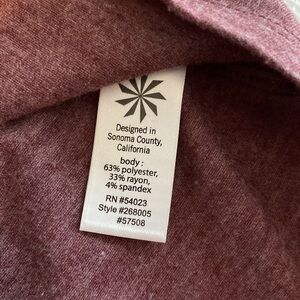 Designed in
Sonoma County,
California
body :
63% polyester,
33% rayon,
4% spandex
RN #54023
Style #268005
#57508